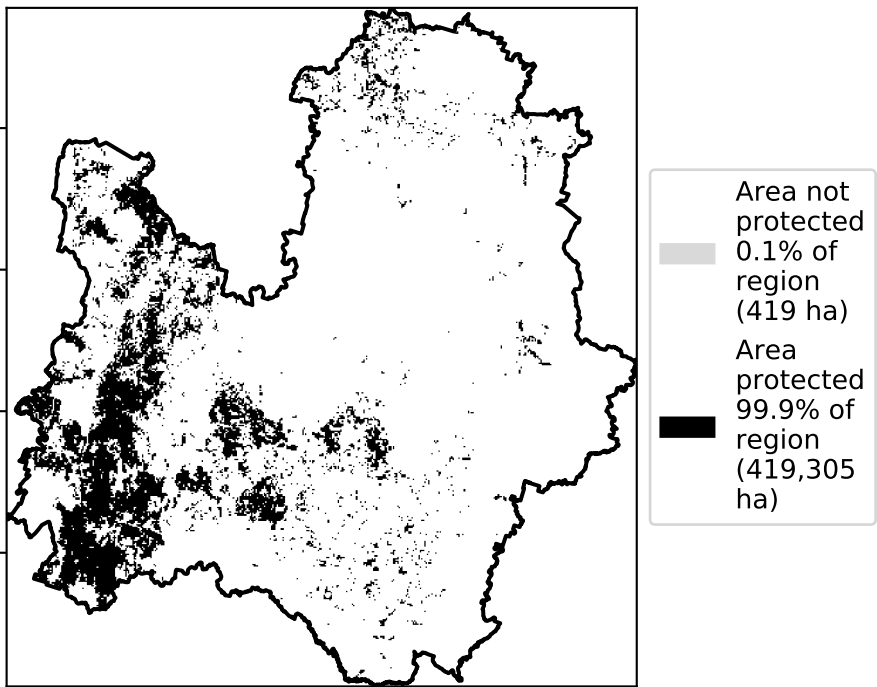 Area not
protected
0.1% of
region
(419 ha)
Area
protected
99.9% of
region
(419,305
ha)